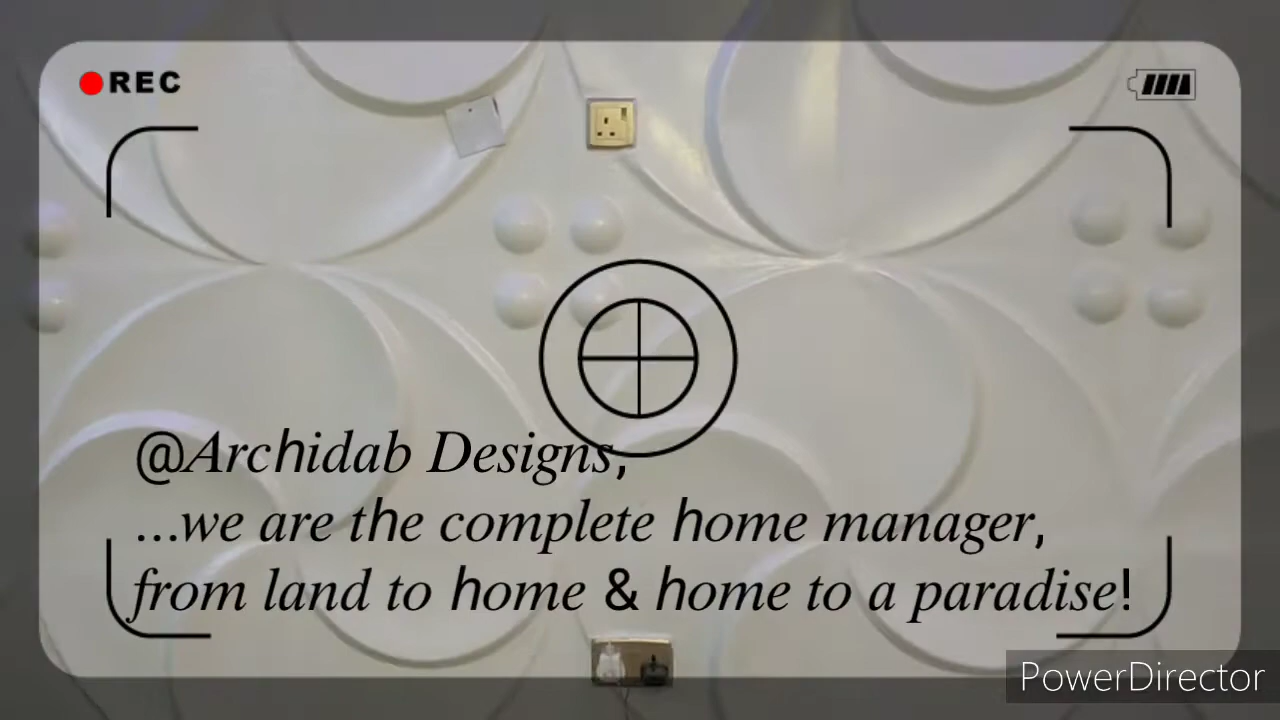 REC
@Archidab Designs,
...we are the complete home manager,
from land to home & home to a paradise!
PowerDirector